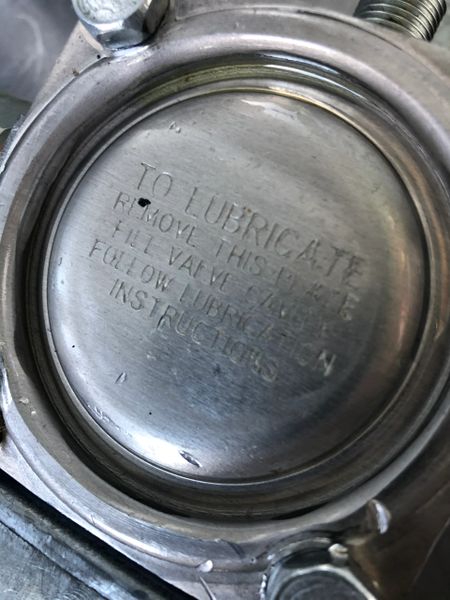 TO LUBRICATE
REMOVE THIS PLATE
FILL VALVE CAVITY
FOLLOW LUBRICATION
INSTRUCTIONS